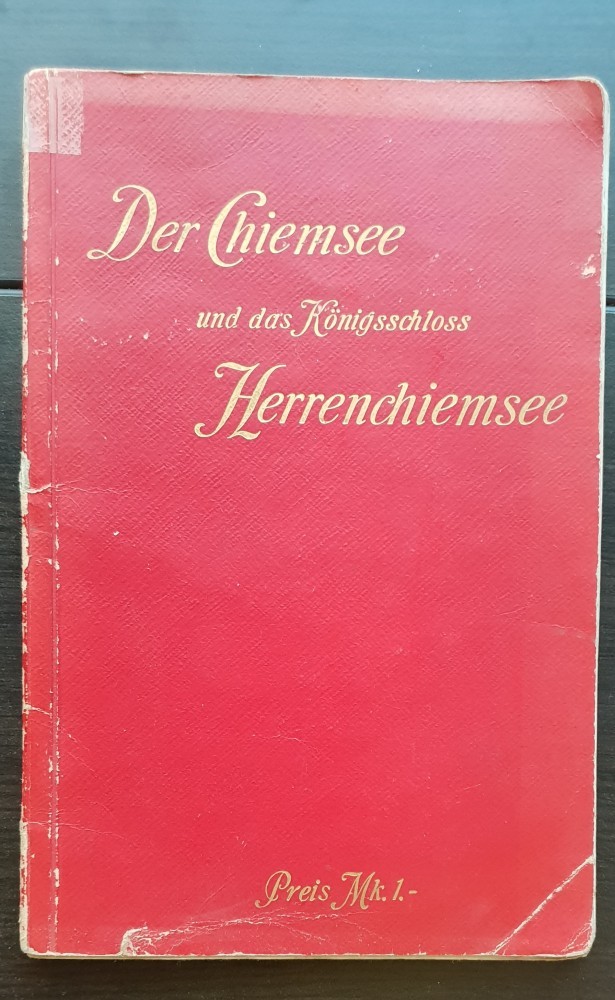 Der Chiemsee
und das Königsschloss
Herrenchiemsee
Preis Mk. 1.-